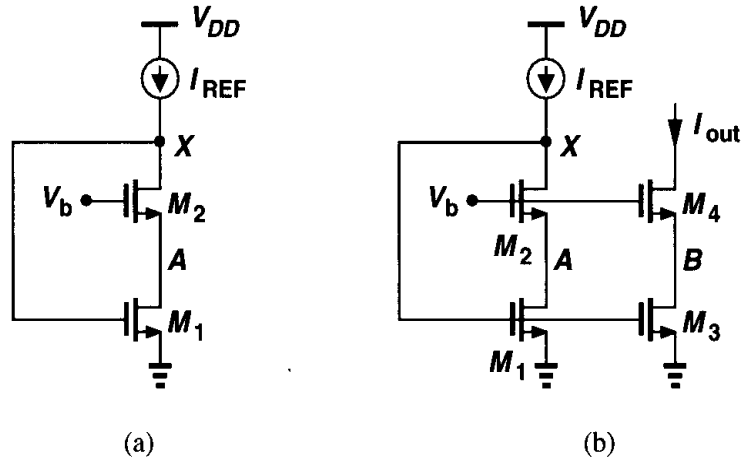 V_DD
I_REF
X
V_b
M_2
A
M_1
(a)
V_DD
I_REF
X
I_out
V_b
M_4
M_2
A
B
M_3
M_1
(b)